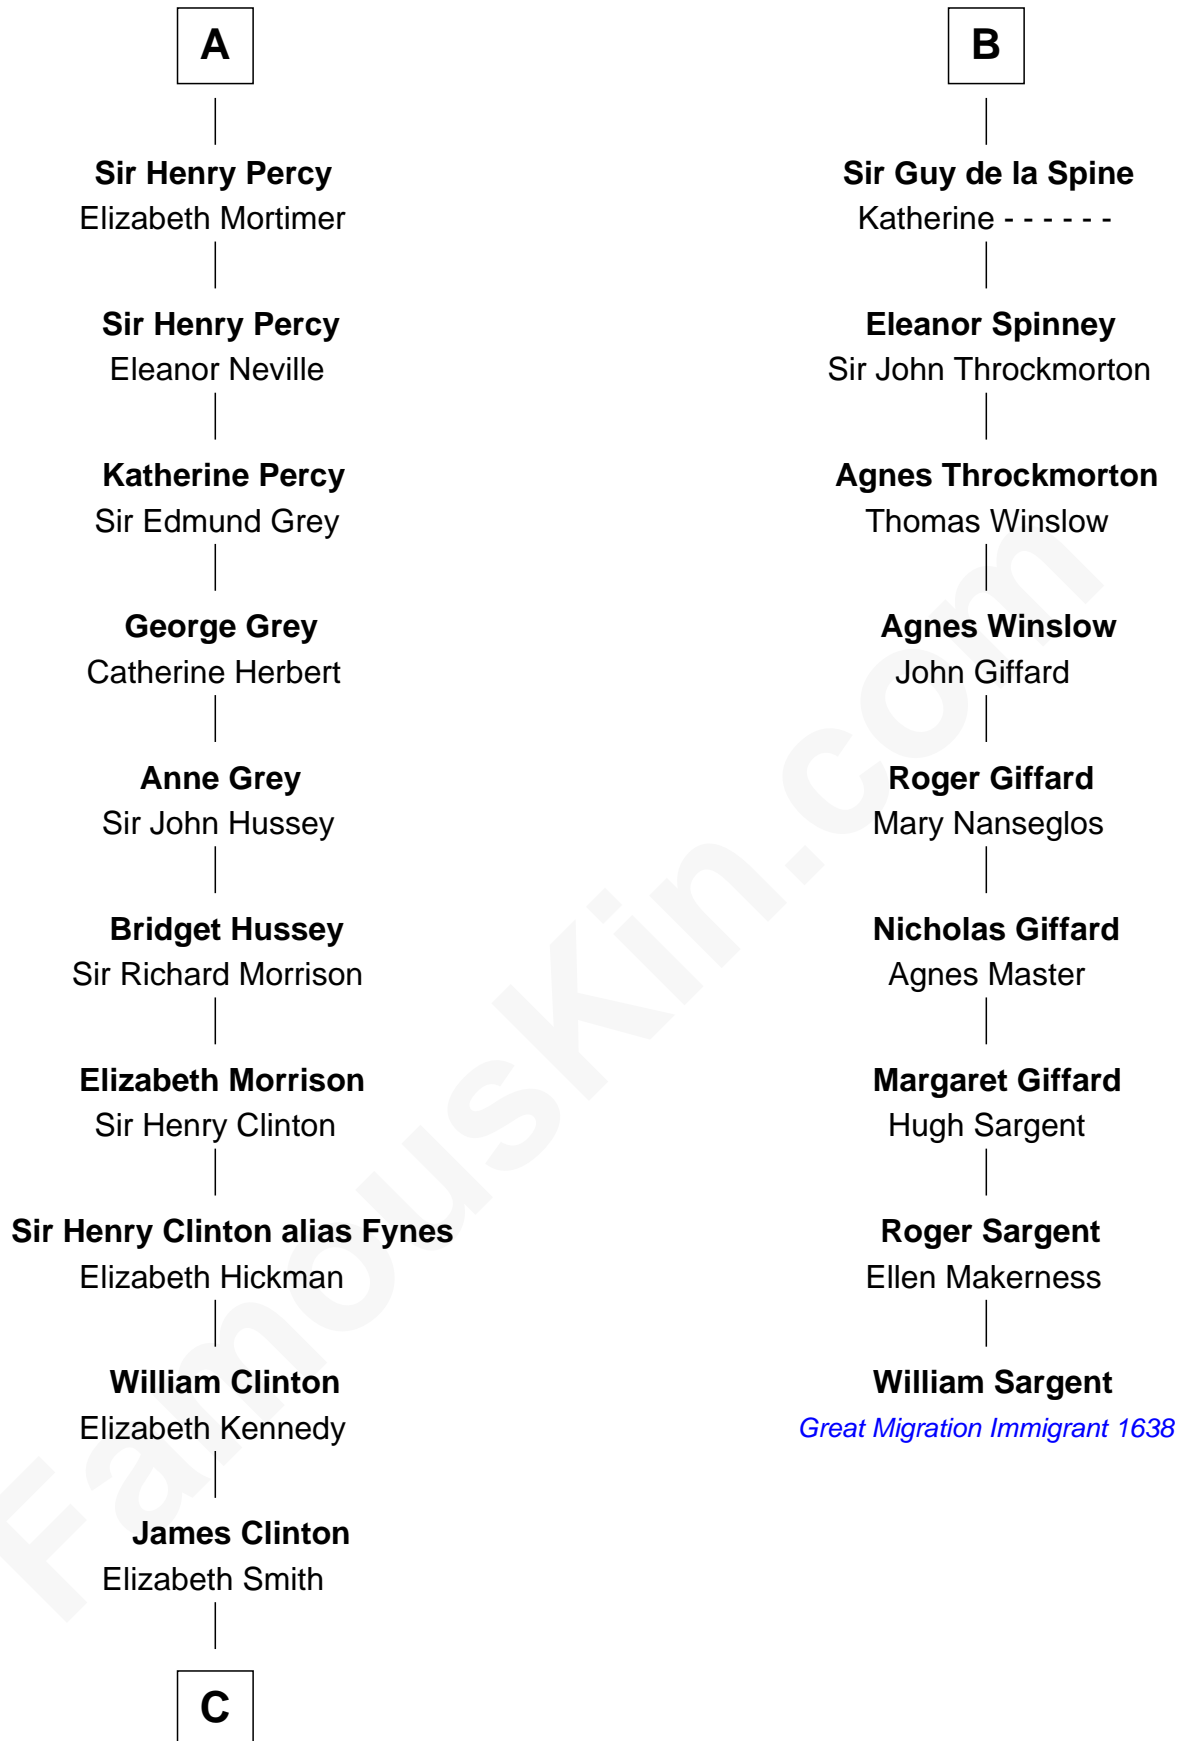 A
Sir Henry Percy
Elizabeth Mortimer
Sir Henry Percy
Eleanor Neville
Katherine Percy
Sir Edmund Grey
George Grey
Catherine Herbert
Anne Grey
Sir John Hussey
Bridget Hussey
Sir Richard Morrison
Elizabeth Morrison
Sir Henry Clinton
Sir Henry Clinton alias Fynes
Elizabeth Hickman
William Clinton
Elizabeth Kennedy
James Clinton
Elizabeth Smith
C
B
Sir Guy de la Spine
Katherine - - - - - -
Eleanor Spinney
Sir John Throckmorton
Agnes Throckmorton
Thomas Winslow
Agnes Winslow
John Giffard
Roger Giffard
Mary Nanseglos
Nicholas Giffard
Agnes Master
Margaret Giffard
Hugh Sargent
Roger Sargent
Ellen Makerness
William Sargent
Great Migration Immigrant 1638
FamousKin.com